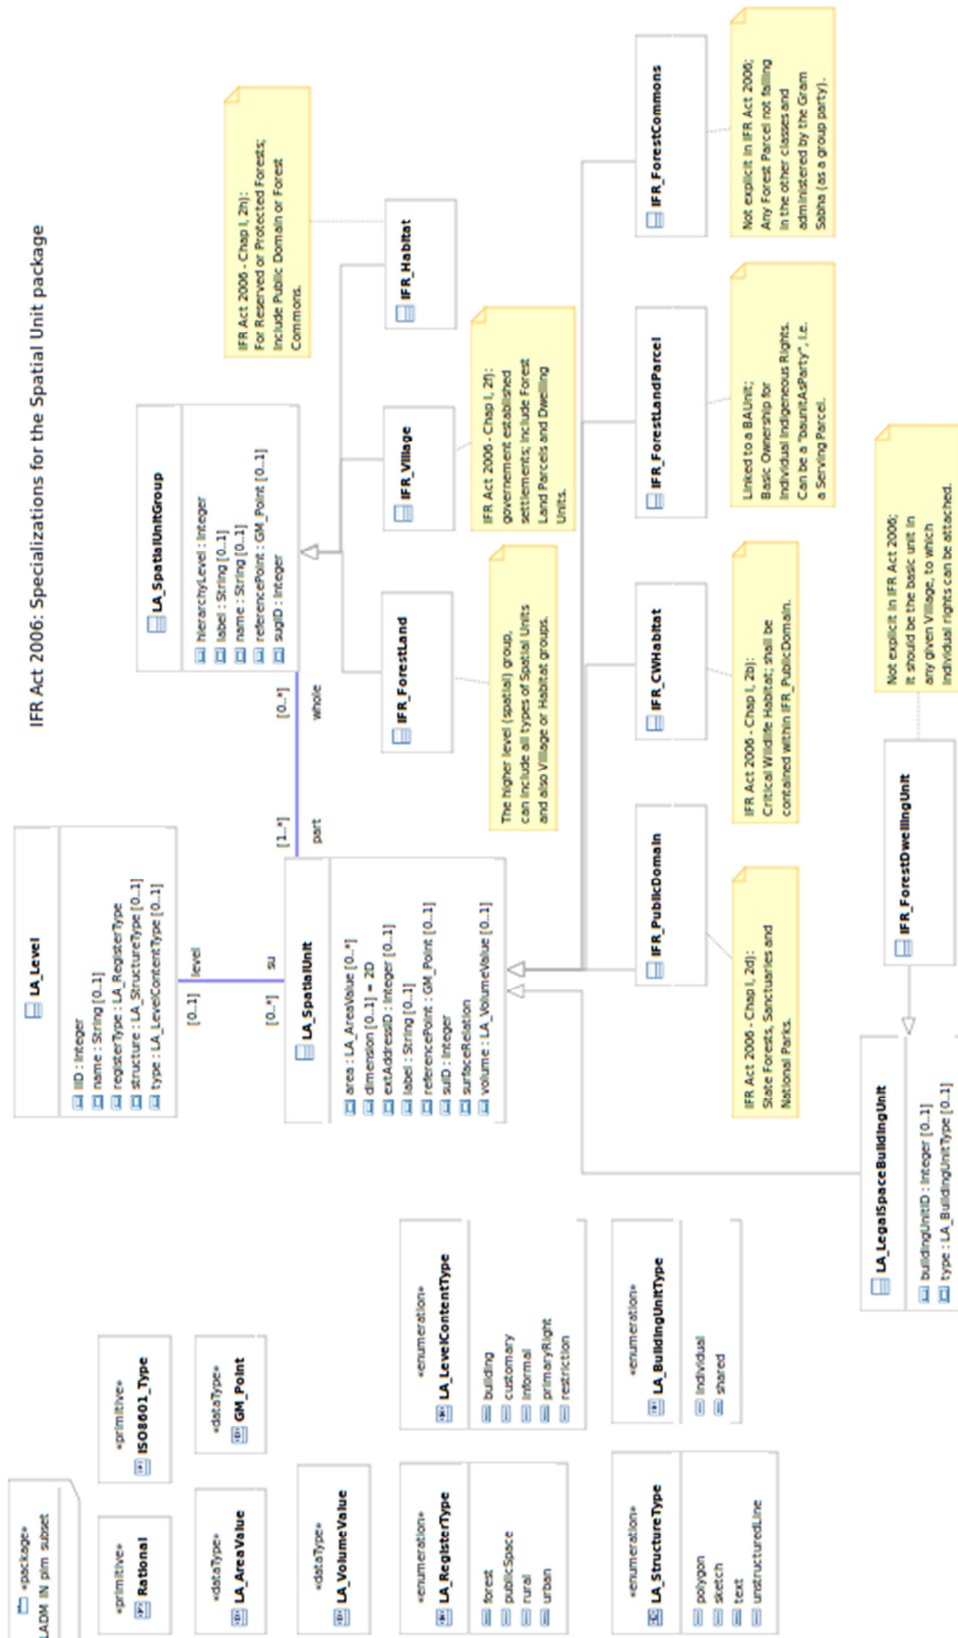 IFR Act 2006: Specializations for the Spatial Unit package
«package»
LADM IN pim subset
«primitive»
Rational
«primitive»
ISO8601_Type
«dataType»
LA_AreaValue
«dataType»
GM_Point
«dataType»
LA_VolumeValue
«enumeration»
LA_RegisterType
forest
publicSpace
rural
urban
«enumeration»
LA_LevelContentType
building
customary
informal
primaryRight
restriction
«enumeration»
LA_StructureType
polygon
sketch
text
unstructuredLine
«enumeration»
LA_BuildingUnitType
individual
shared
LA_Level
lID : Integer
name : String [0..1]
registerType : LA_RegisterType
structure : LA_StructureType [0..1]
type : LA_LevelContentType [0..1]
[0..1]
level
[0..*]
su
LA_SpatialUnit
area : LA_AreaValue [0..*]
dimension [0..1] = 2D
extAddressID : Integer [0..1]
label : String [0..1]
referencePoint : GM_Point [0..1]
suID : Integer
surfaceRelation
volume : LA_VolumeValue [0..1]
[1..*]
part
[0..*]
whole
LA_SpatialUnitGroup
hierarchyLevel : Integer
label : String [0..1]
name : String [0..1]
referencePoint : GM_Point [0..1]
sugID : Integer
IFR_ForestLand
The higher level (spatial) group,
can include all types of Spatial Units
and also Village or Habitat groups.
IFR_Village
IFR Act 2006 - Chap I, 2f):
governement established
settlements; include Forest
Land Parcels and Dwelling
Units.
IFR_Habitat
IFR Act 2006 - Chap I, 2h):
For Reserved or Protected Forests;
Include Public Domain or Forest
Commons.
IFR_PublicDomain
IFR Act 2006 - Chap I, 2d):
State Forests, Sanctuaries and
National Parks.
IFR_CWHabitat
IFR Act 2006 - Chap I, 2b):
Critical Wildlife Habitat; shall be
contained within IFR_PublicDomain.
IFR_ForestLandParcel
Linked to a BAUnit:
Basic Ownership for
Individual Indigenous Rights.
Can be a "baunitAsParty", i.e.
a Serving Parcel.
IFR_ForestCommons
Not explicit in IFR Act 2006;
Any Forest Parcel not falling
in the other classes and
administered by the Gram
Sabha (as a group party).
LA_LegalSpaceBuildingUnit
buildingUnitID : Integer [0..1]
type : LA_BuildingUnitType [0..1]
IFR_ForestDwellingUnit
Not explicit in IFR Act 2006;
It should be the basic unit in
any given Village, to which
individual rights can be attached.